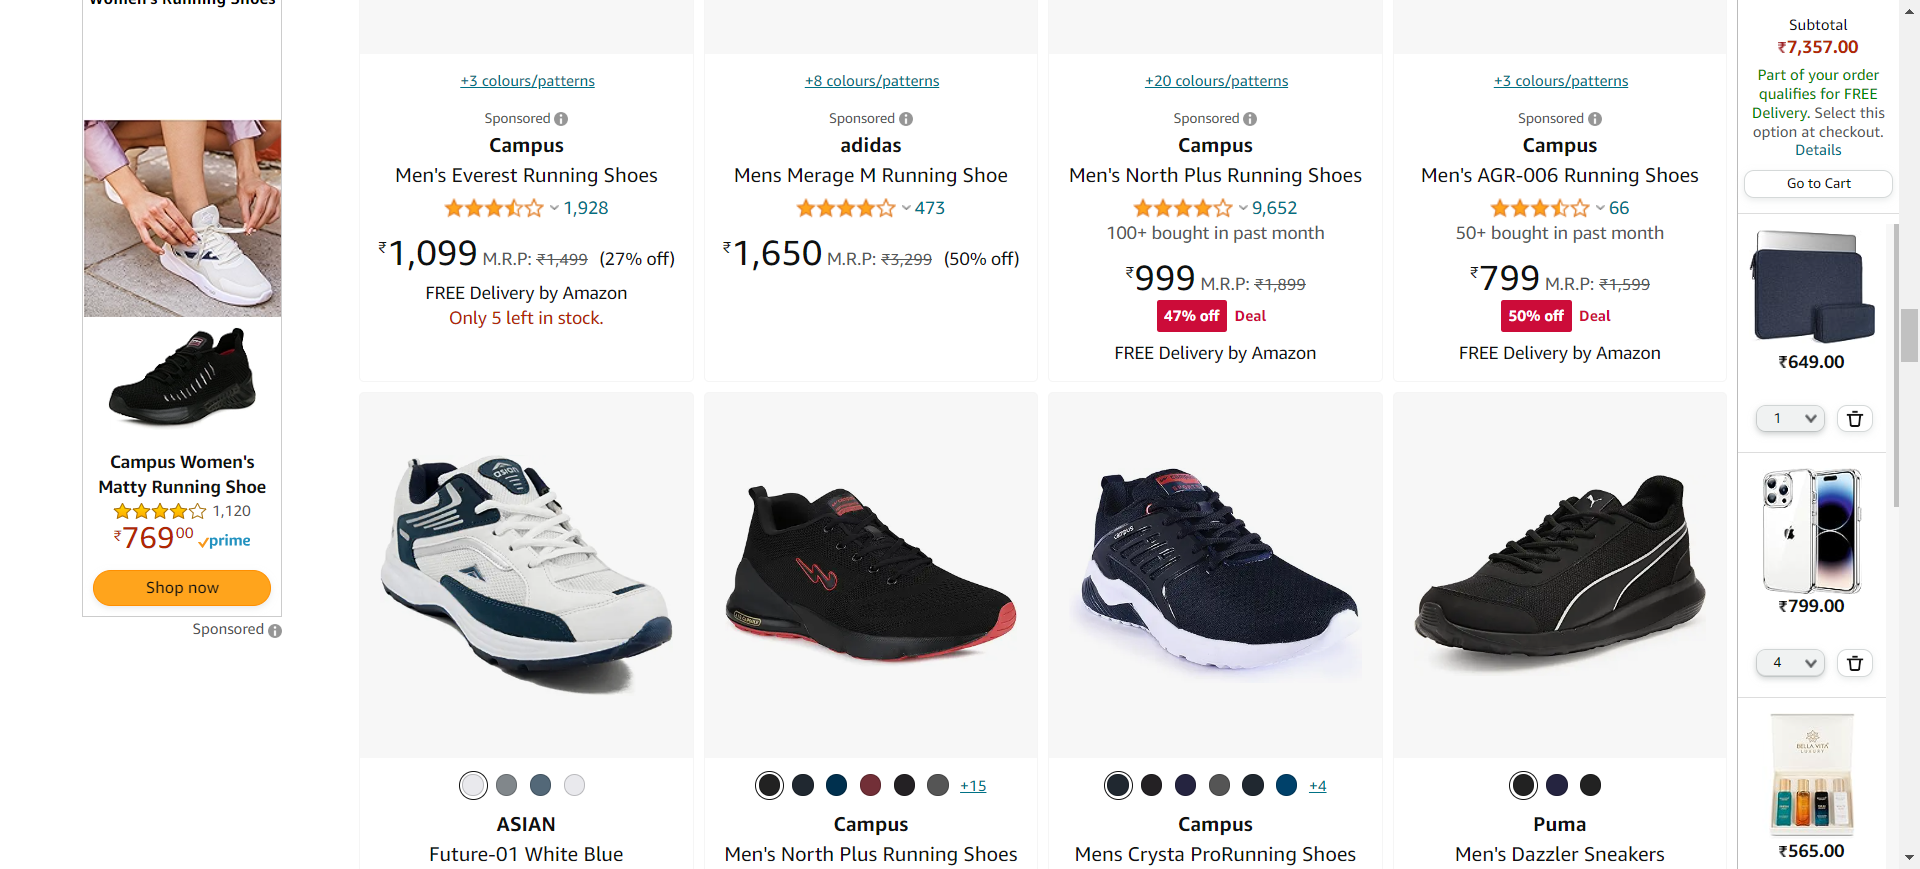 Women's Running Shoes
Campus Women's
Matty Running Shoe
1,120
₹769⁰⁰ prime
Shop now
Sponsored
+3 colours/patterns
Sponsored
Campus
Men's Everest Running Shoes
1,928
₹1,099 M.R.P: ₹1,499 (27% off)
FREE Delivery by Amazon
Only 5 left in stock.
+8 colours/patterns
Sponsored
adidas
Mens Merage M Running Shoe
473
₹1,650 M.R.P: ₹3,299 (50% off)
+20 colours/patterns
Sponsored
Campus
Men's North Plus Running Shoes
9,652
100+ bought in past month
₹999 M.R.P: ₹1,899
47% off Deal
FREE Delivery by Amazon
+3 colours/patterns
Sponsored
Campus
Men's AGR-006 Running Shoes
66
50+ bought in past month
₹799 M.R.P: ₹1,599
50% off Deal
FREE Delivery by Amazon
asian
ASIAN
Future-01 White Blue
+15
Campus
Men's North Plus Running Shoes
campus
+4
Campus
Mens Crysta ProRunning Shoes
Puma
Men's Dazzler Sneakers
Subtotal
₹7,357.00
Part of your order
qualifies for FREE
Delivery. Select this
option at checkout.
Details
Go to Cart
₹649.00
1
₹799.00
4
BELLA VITA
LUXURY
₹565.00